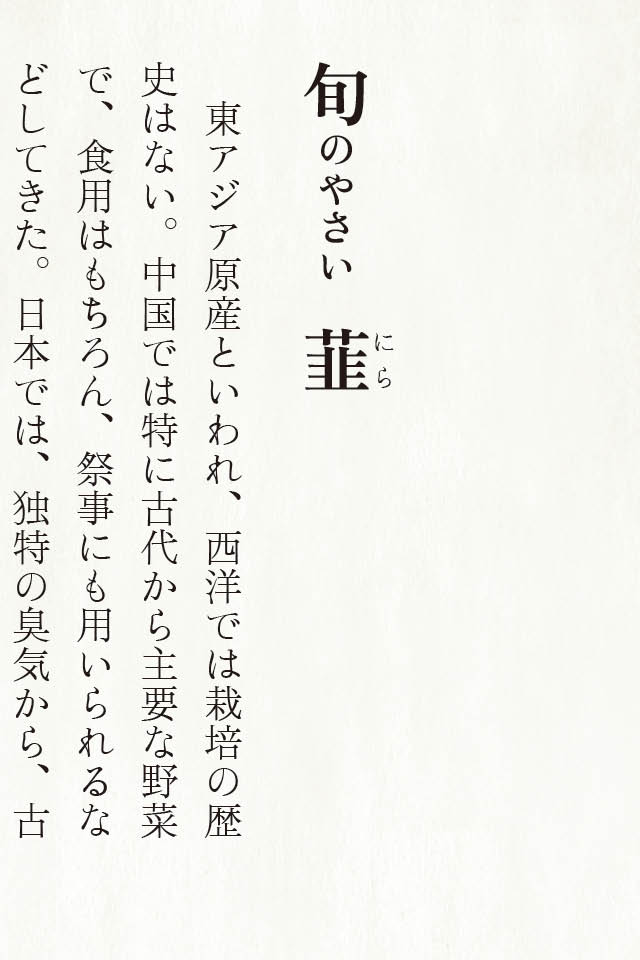 旬のやさい　韮
にら
東アジア原産といわれ、西洋では栽培の歴
史はない。中国では特に古代から主要な野菜
で、食用はもちろん、祭事にも用いられるな
どしてきた。日本では、独特の臭気から、古